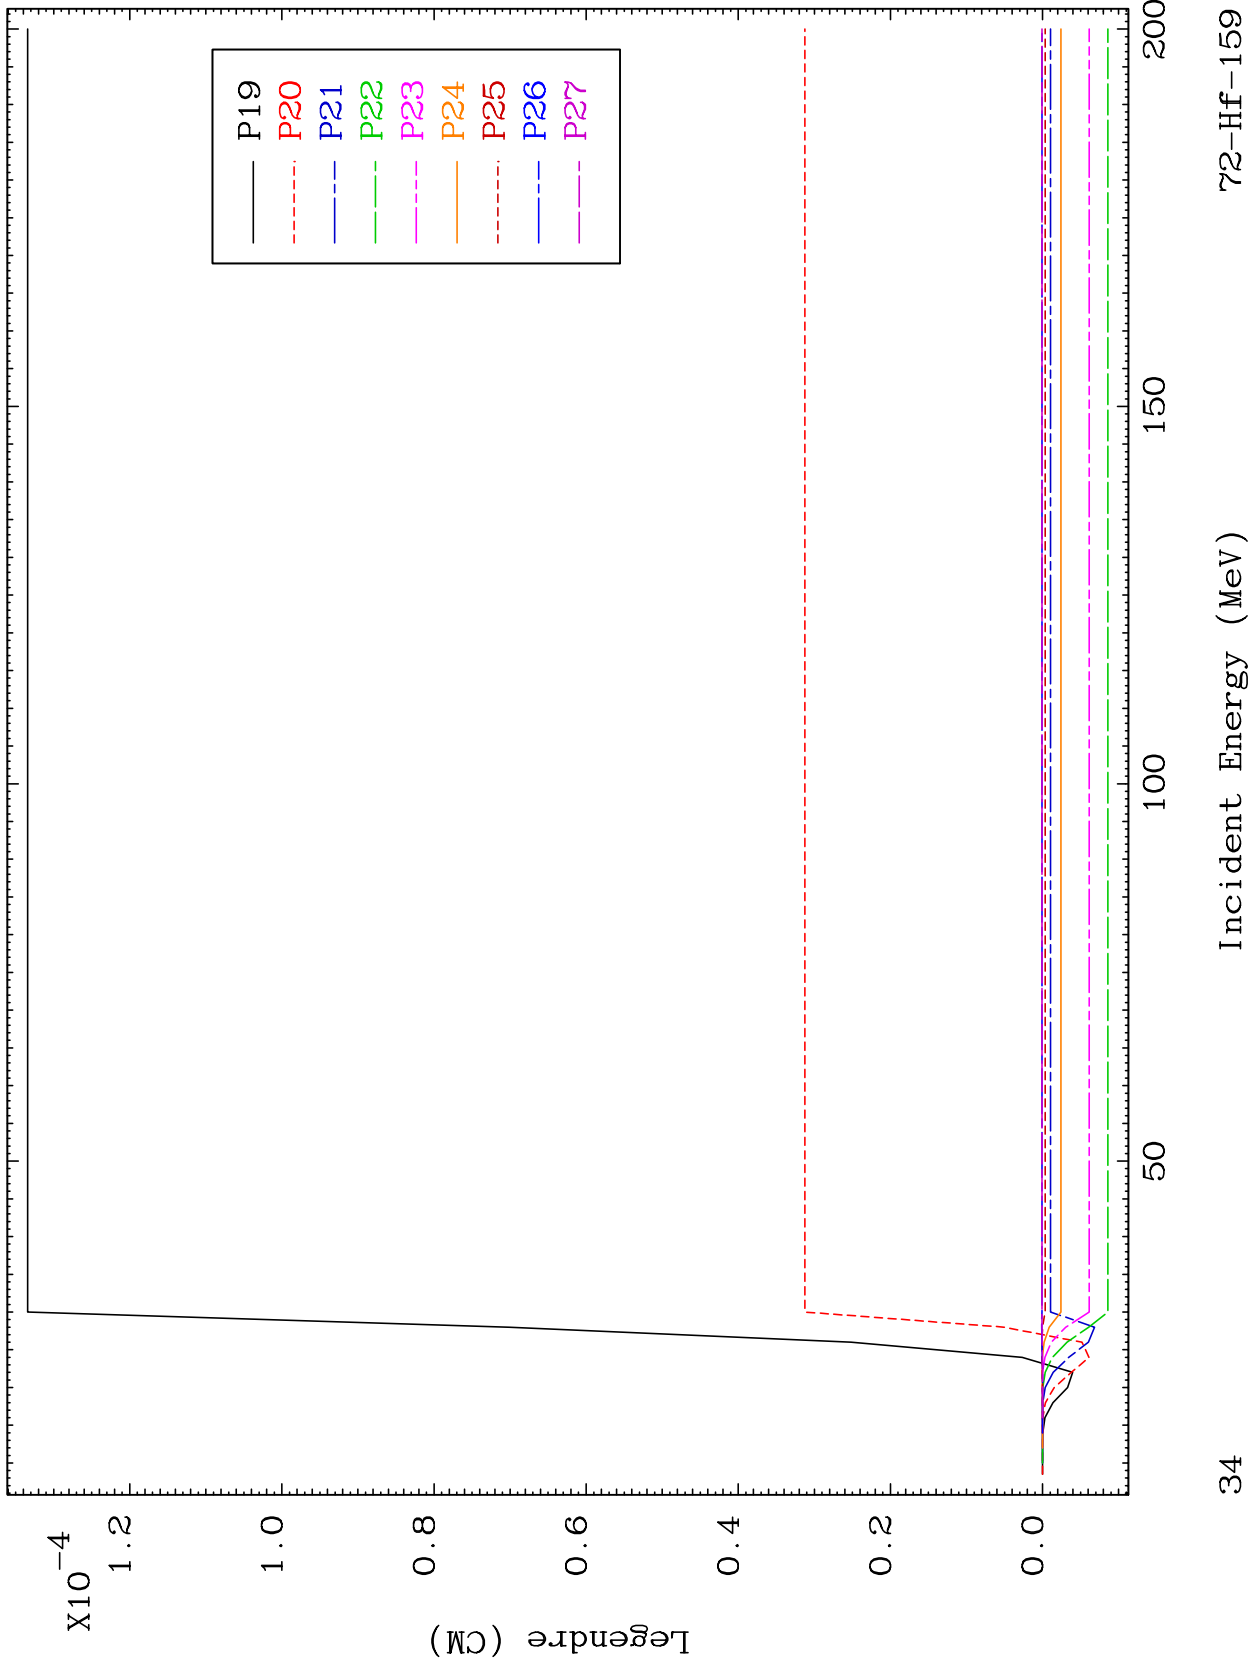 X10-4
1.2
1.0
0.8
0.6
0.4
0.2
0.0
Legendre (CM)
P19
P20
P21
P22
P23
P24
P25
P26
P27
50
100
150
200
34
Incident Energy (MeV)
72-Hf-159